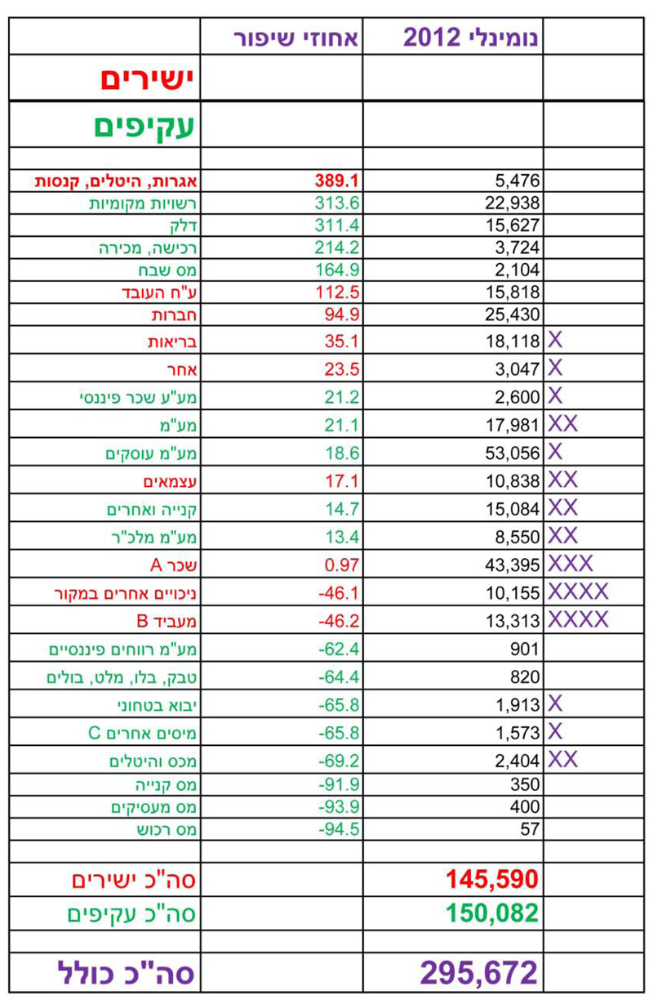 אחוזי שיפור נומינלי 2012
ישירים
עקיפים
אגרות, היטלים, קנסות 389.1 5,476
רשויות מקומיות 313.6 22,938
דלק 311.4 15,627
רכישה, מכירה 214.2 3,724
מס שבח 164.9 2,104
ע"ח העובד 112.5 15,818
חברות 94.9 25,430
בריאות 35.1 18,118 X
אחר 23.5 3,047 X
מע"ע שכר פיננסי 21.2 2,600 X
מע"מ 21.1 17,981 XX
מע"מ עוסקים 18.6 53,056 X
עצמאים 17.1 10,838 XX
קנייה ואחרים 14.7 15,084 XX
מע"מ מלכ"ר 13.4 8,550 XX
שכר A 0.97 43,395 XXX
ניכויים אחרים במקור -46.1 10,155 XXXX
מעביד B -46.2 13,313 XXXX
מע"מ רווחים פיננסיים -62.4 901
טבק, בלו, מלט, בולים -64.4 820
יבוא בטחוני -65.8 1,913 X
מיסים אחרים C -65.8 1,573 X
מכס והיטלים -69.2 2,404 XX
מס קנייה -91.9 350
מס מעסיקים -93.9 400
מס רכוש -94.5 57
סה"כ ישירים 145,590
סה"כ עקיפים 150,082
סה"כ כולל 295,672